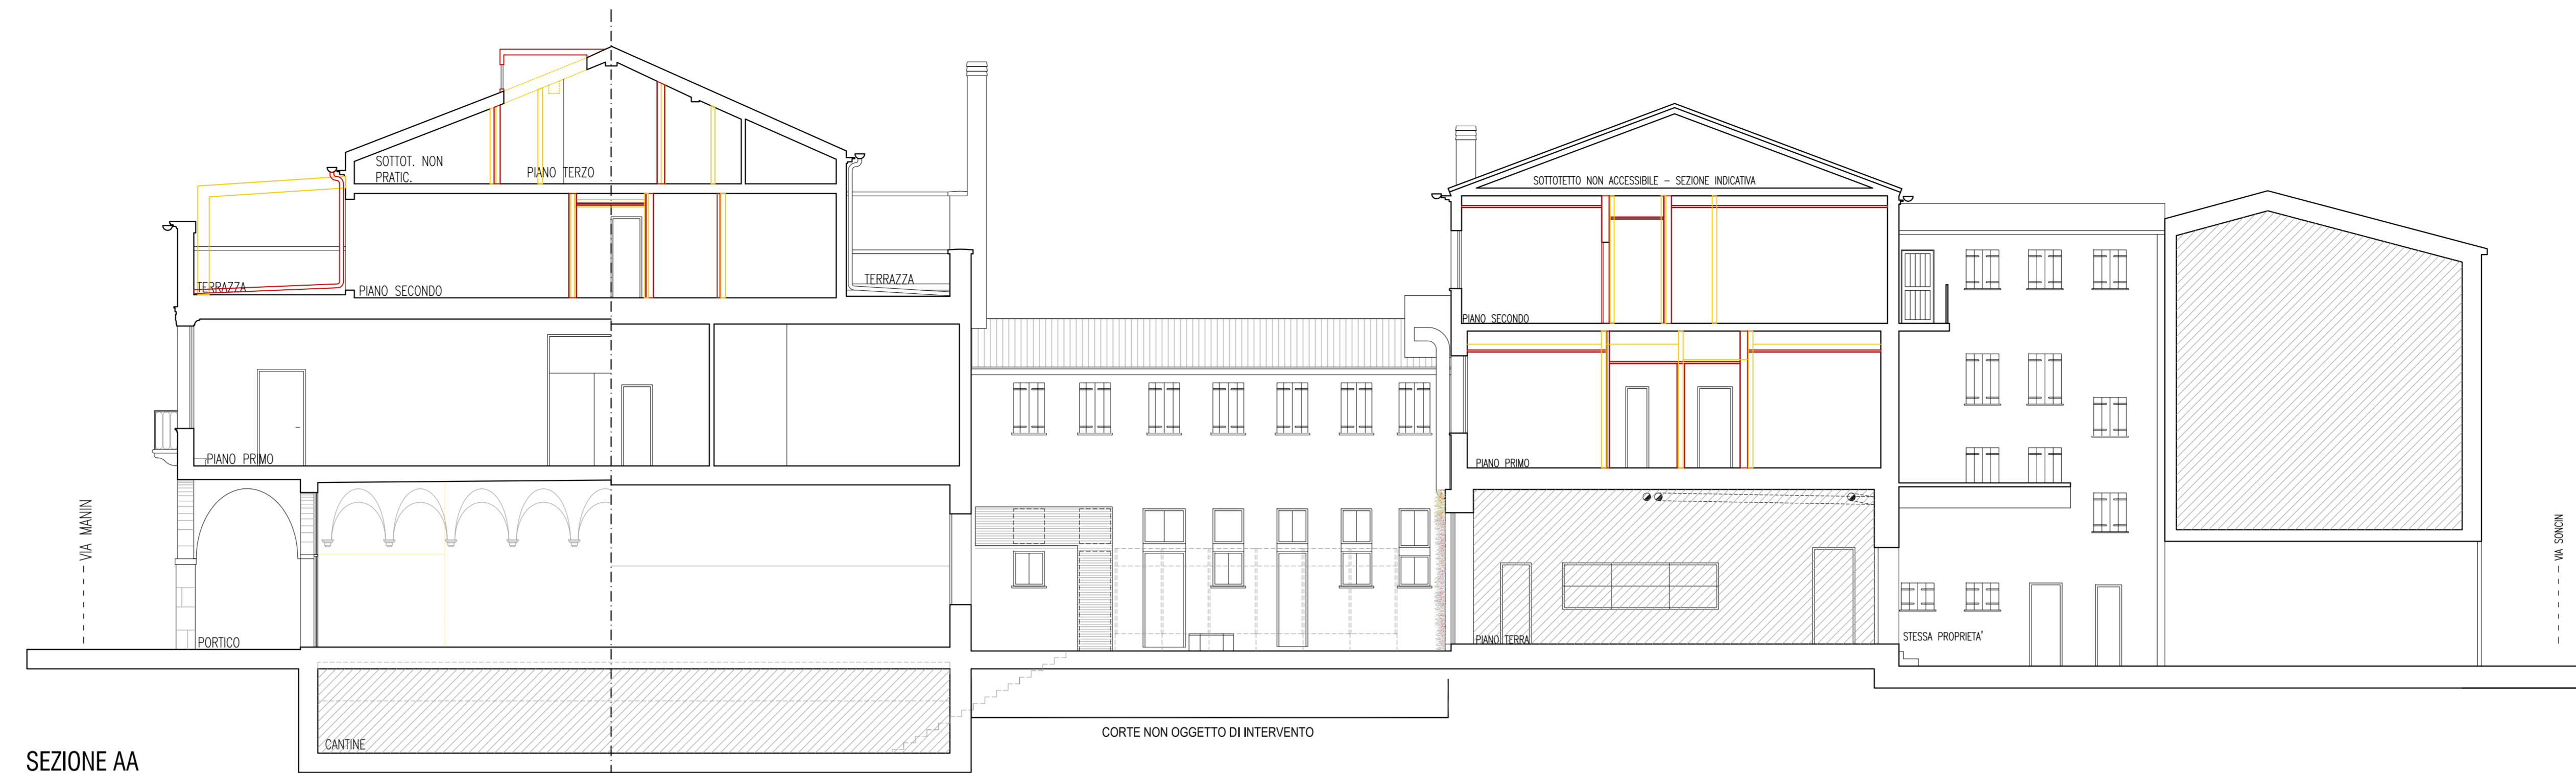 SOTTOT. NON
PRATIC.
PIANO TERZO
SOTTOTETTO NON ACCESSIBILE - SEZIONE INDICATIVA
TERRAZZA
PIANO SECONDO
TERRAZZA
PIANO SECONDO
PIANO PRIMO
PIANO PRIMO
VIA MANIN
VIA SONCIN
PORTICO
PIANO TERRA
STESSA PROPRIETA'
CANTINE
CORTE NON OGGETTO DI INTERVENTO
SEZIONE AA